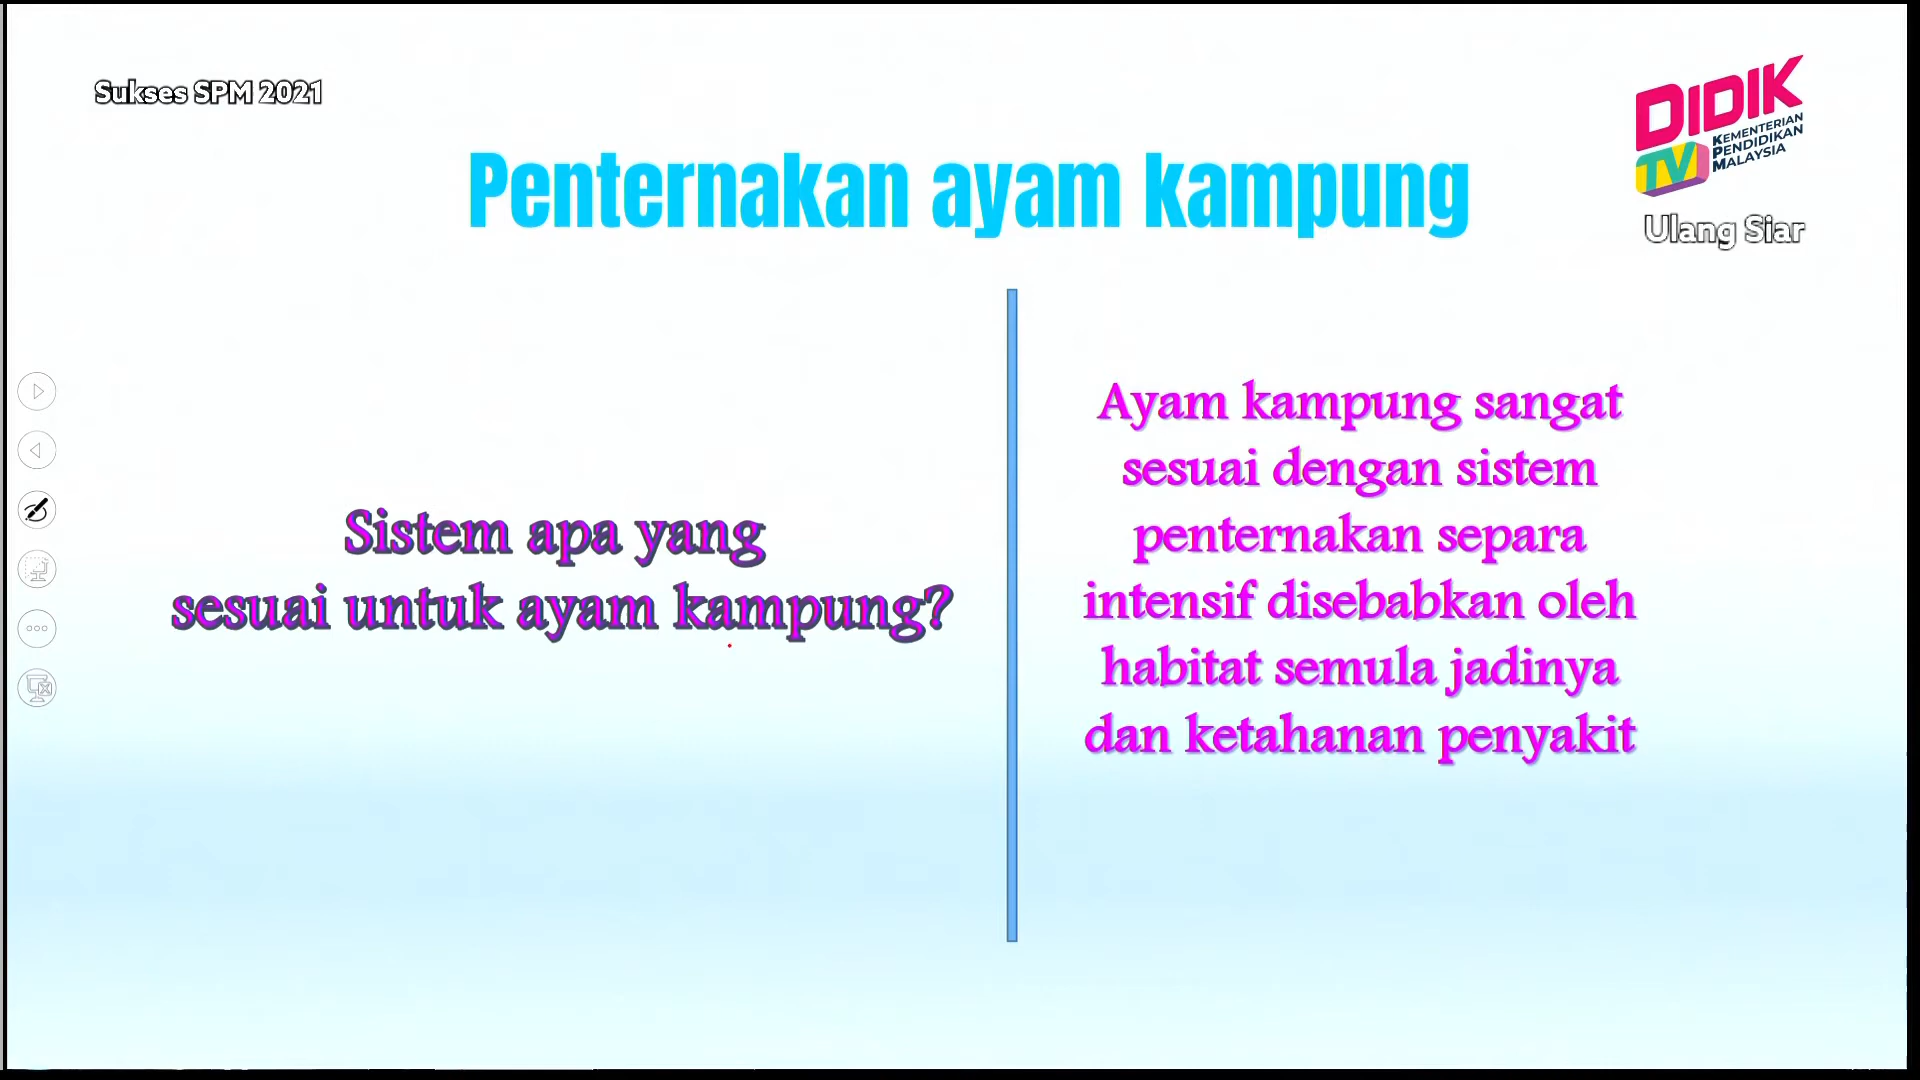 Sukses SPM 2021
DIDIK
TV
KEMENTERIAN
PENDIDIKAN
MALAYSIA
Ulang Siar
Penternakan ayam kampung
Sistem apa yang
sesuai untuk ayam kampung?
Ayam kampung sangat
sesuai dengan sistem
penternakan separa
intensif disebabkan oleh
habitat semula jadinya
dan ketahanan penyakit